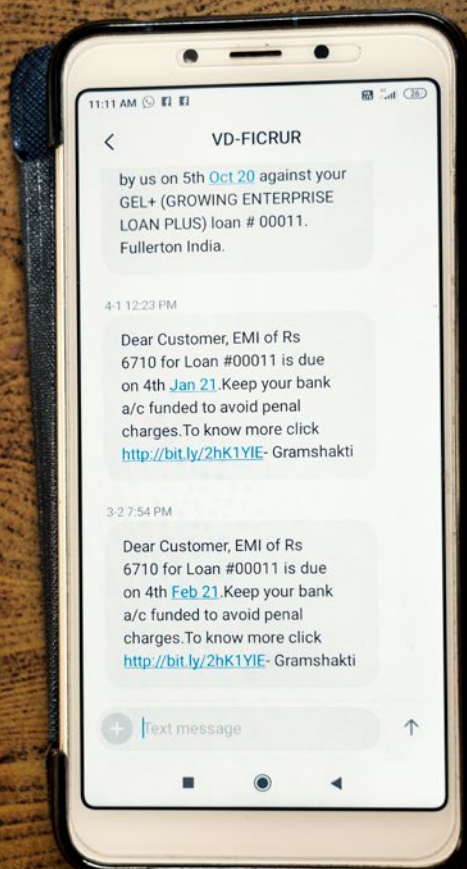 11:11 AM
26
VD-FICRUR
by us on 5th Oct 20 against your
GEL+ (GROWING ENTERPRISE
LOAN PLUS) loan # 00011.
Fullerton India.
4-1 12:23 PM
Dear Customer, EMI of Rs
6710 for Loan #00011 is due
on 4th Jan 21.Keep your bank
a/c funded to avoid penal
charges.To know more click
http://bit.ly/2hK1YlE- Gramshakti
3-2 7:54 PM
Dear Customer, EMI of Rs
6710 for Loan #00011 is due
on 4th Feb 21.Keep your bank
a/c funded to avoid penal
charges.To know more click
http://bit.ly/2hK1YlE- Gramshakti
Text message